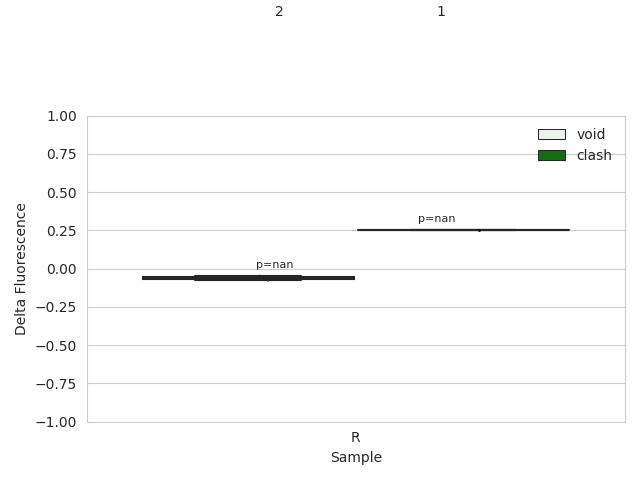 2 1
1.00
void
0.75
clash
0.50
0.25
p=nan
0.00
p=nan
−0.25
−0.50
−0.75
−1.00
Delta Fluorescence
R
Sample